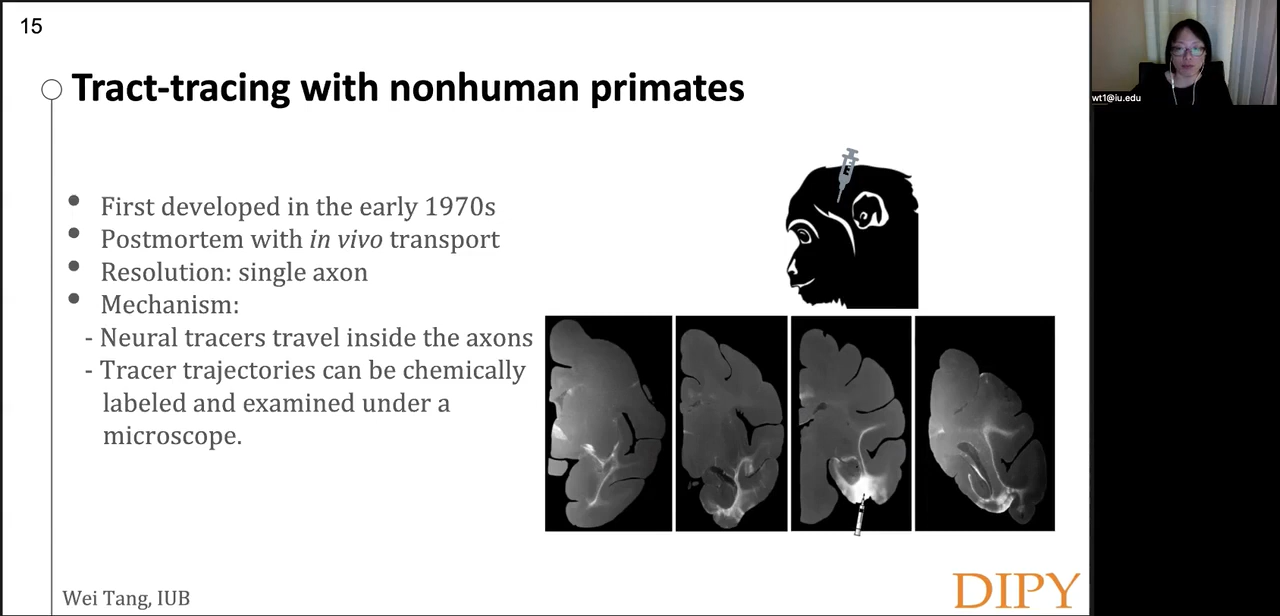 15
Tract-tracing with nonhuman primates
• First developed in the early 1970s
• Postmortem with in vivo transport
• Resolution: single axon
• Mechanism:
- Neural tracers travel inside the axons
- Tracer trajectories can be chemically
labeled and examined under a
microscope.
Wei Tang, IUB
DIPY
wt1@iu.edu